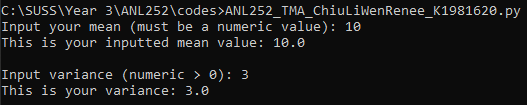 C:\SUSS\Year 3\ANL252\codes>ANL252_TMA_ChiuLiWenRenee_K1981620.py
Input your mean (must be a numeric value): 10
This is your inputted mean value: 10.0
Input variance (numeric > 0): 3
This is your variance: 3.0